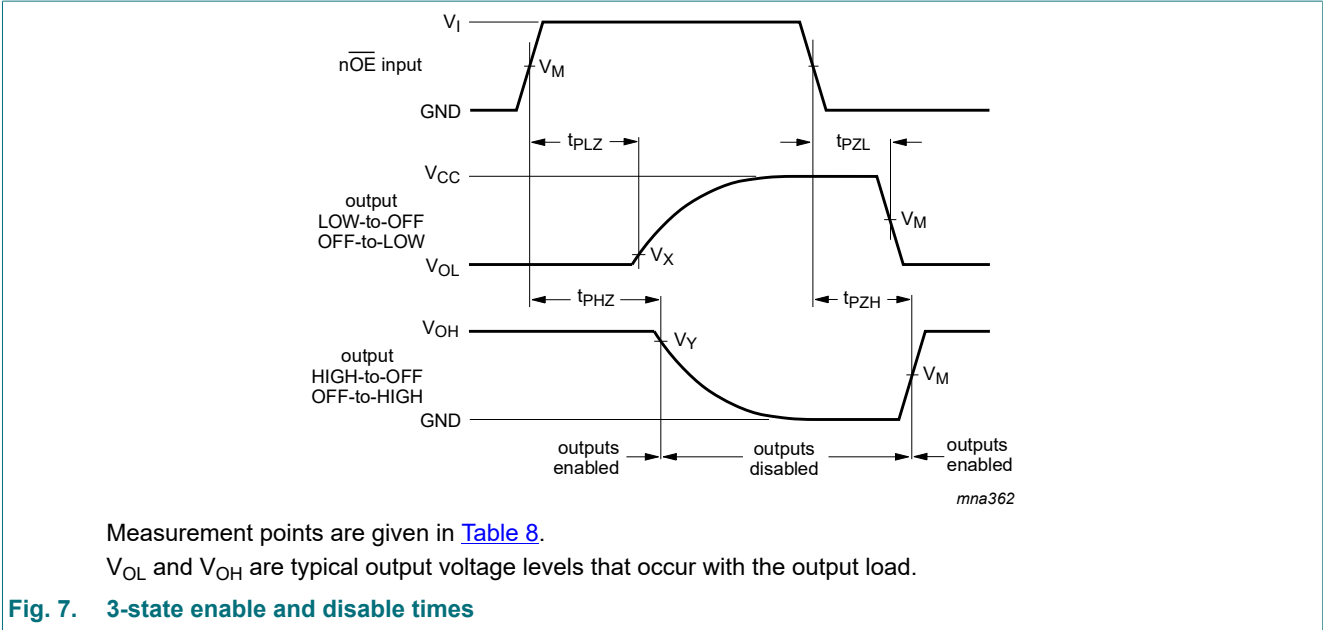 V_I
nOE input
V_M
GND
t_PLZ
t_PZL
V_CC
output
LOW-to-OFF
OFF-to-LOW
V_M
V_X
V_OL
t_PHZ
t_PZH
V_OH
V_Y
output
HIGH-to-OFF
OFF-to-HIGH
V_M
GND
outputs enabled
outputs disabled
outputs enabled
mna362
Measurement points are given in Table 8.
V_OL and V_OH are typical output voltage levels that occur with the output load.
Fig. 7. 3-state enable and disable times